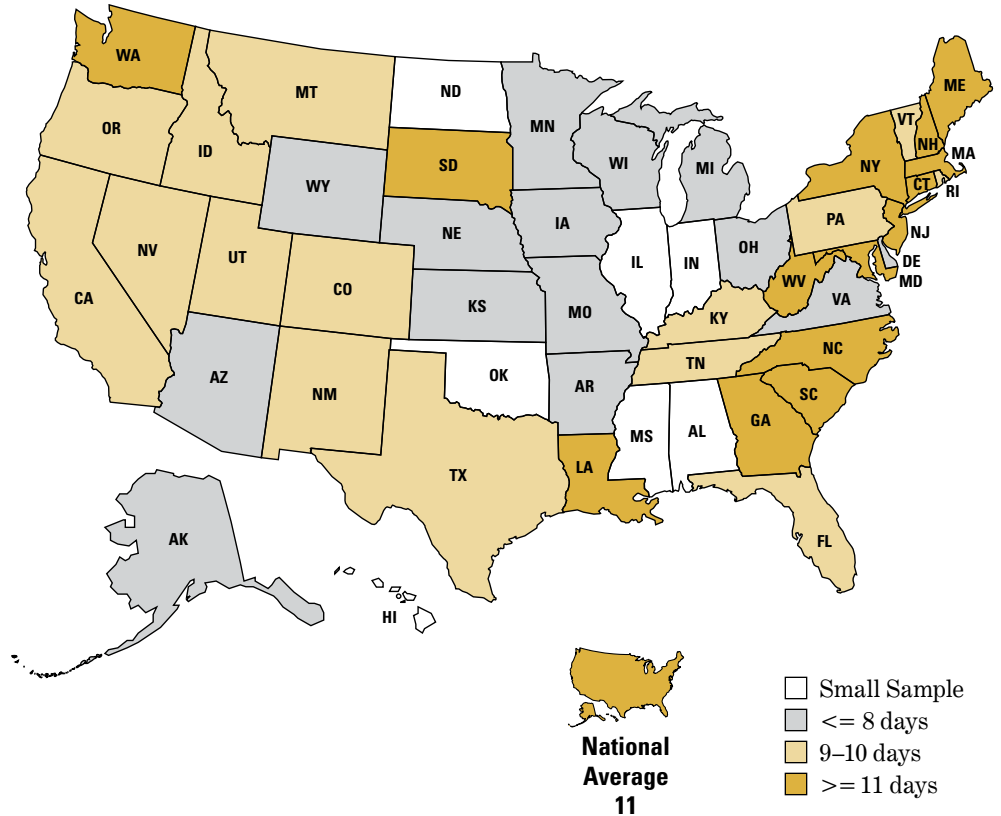 WA
MT
ND
MN
ME
OR
ID
VT
NH
MA
WI
MI
NY
SD
WY
CT
RI
PA
NE
IA
NJ
NV
UT
IL
IN
OH
DE
CA
CO
WV
MD
KS
MO
VA
KY
NC
TN
AZ
OK
AR
SC
NM
GA
MS
AL
LA
TX
AK
FL
HI
Small Sample
<= 8 days
9–10 days
>= 11 days
National
Average
11